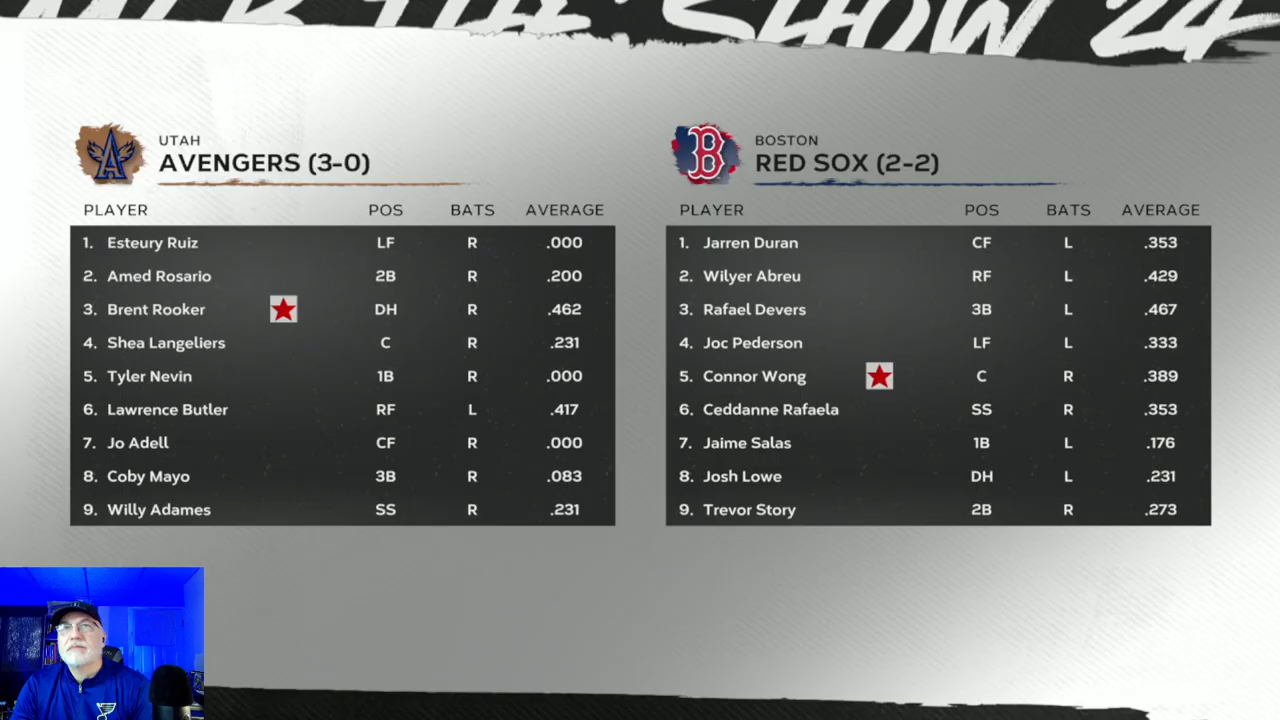 MLB THE SHOW 24
UTAH
AVENGERS (3-0)
PLAYER POS BATS AVERAGE
1. Esteury Ruiz LF R .000
2. Amed Rosario 2B R .200
3. Brent Rooker DH R .462
4. Shea Langeliers C R .231
5. Tyler Nevin 1B R .000
6. Lawrence Butler RF L .417
7. Jo Adell CF R .000
8. Coby Mayo 3B R .083
9. Willy Adames SS R .231
B
BOSTON
RED SOX (2-2)
PLAYER POS BATS AVERAGE
1. Jarren Duran CF L .353
2. Wilyer Abreu RF L .429
3. Rafael Devers 3B L .467
4. Joc Pederson LF L .333
5. Connor Wong C R .389
6. Ceddanne Rafaela SS R .353
7. Jaime Salas 1B L .176
8. Josh Lowe DH L .231
9. Trevor Story 2B R .273